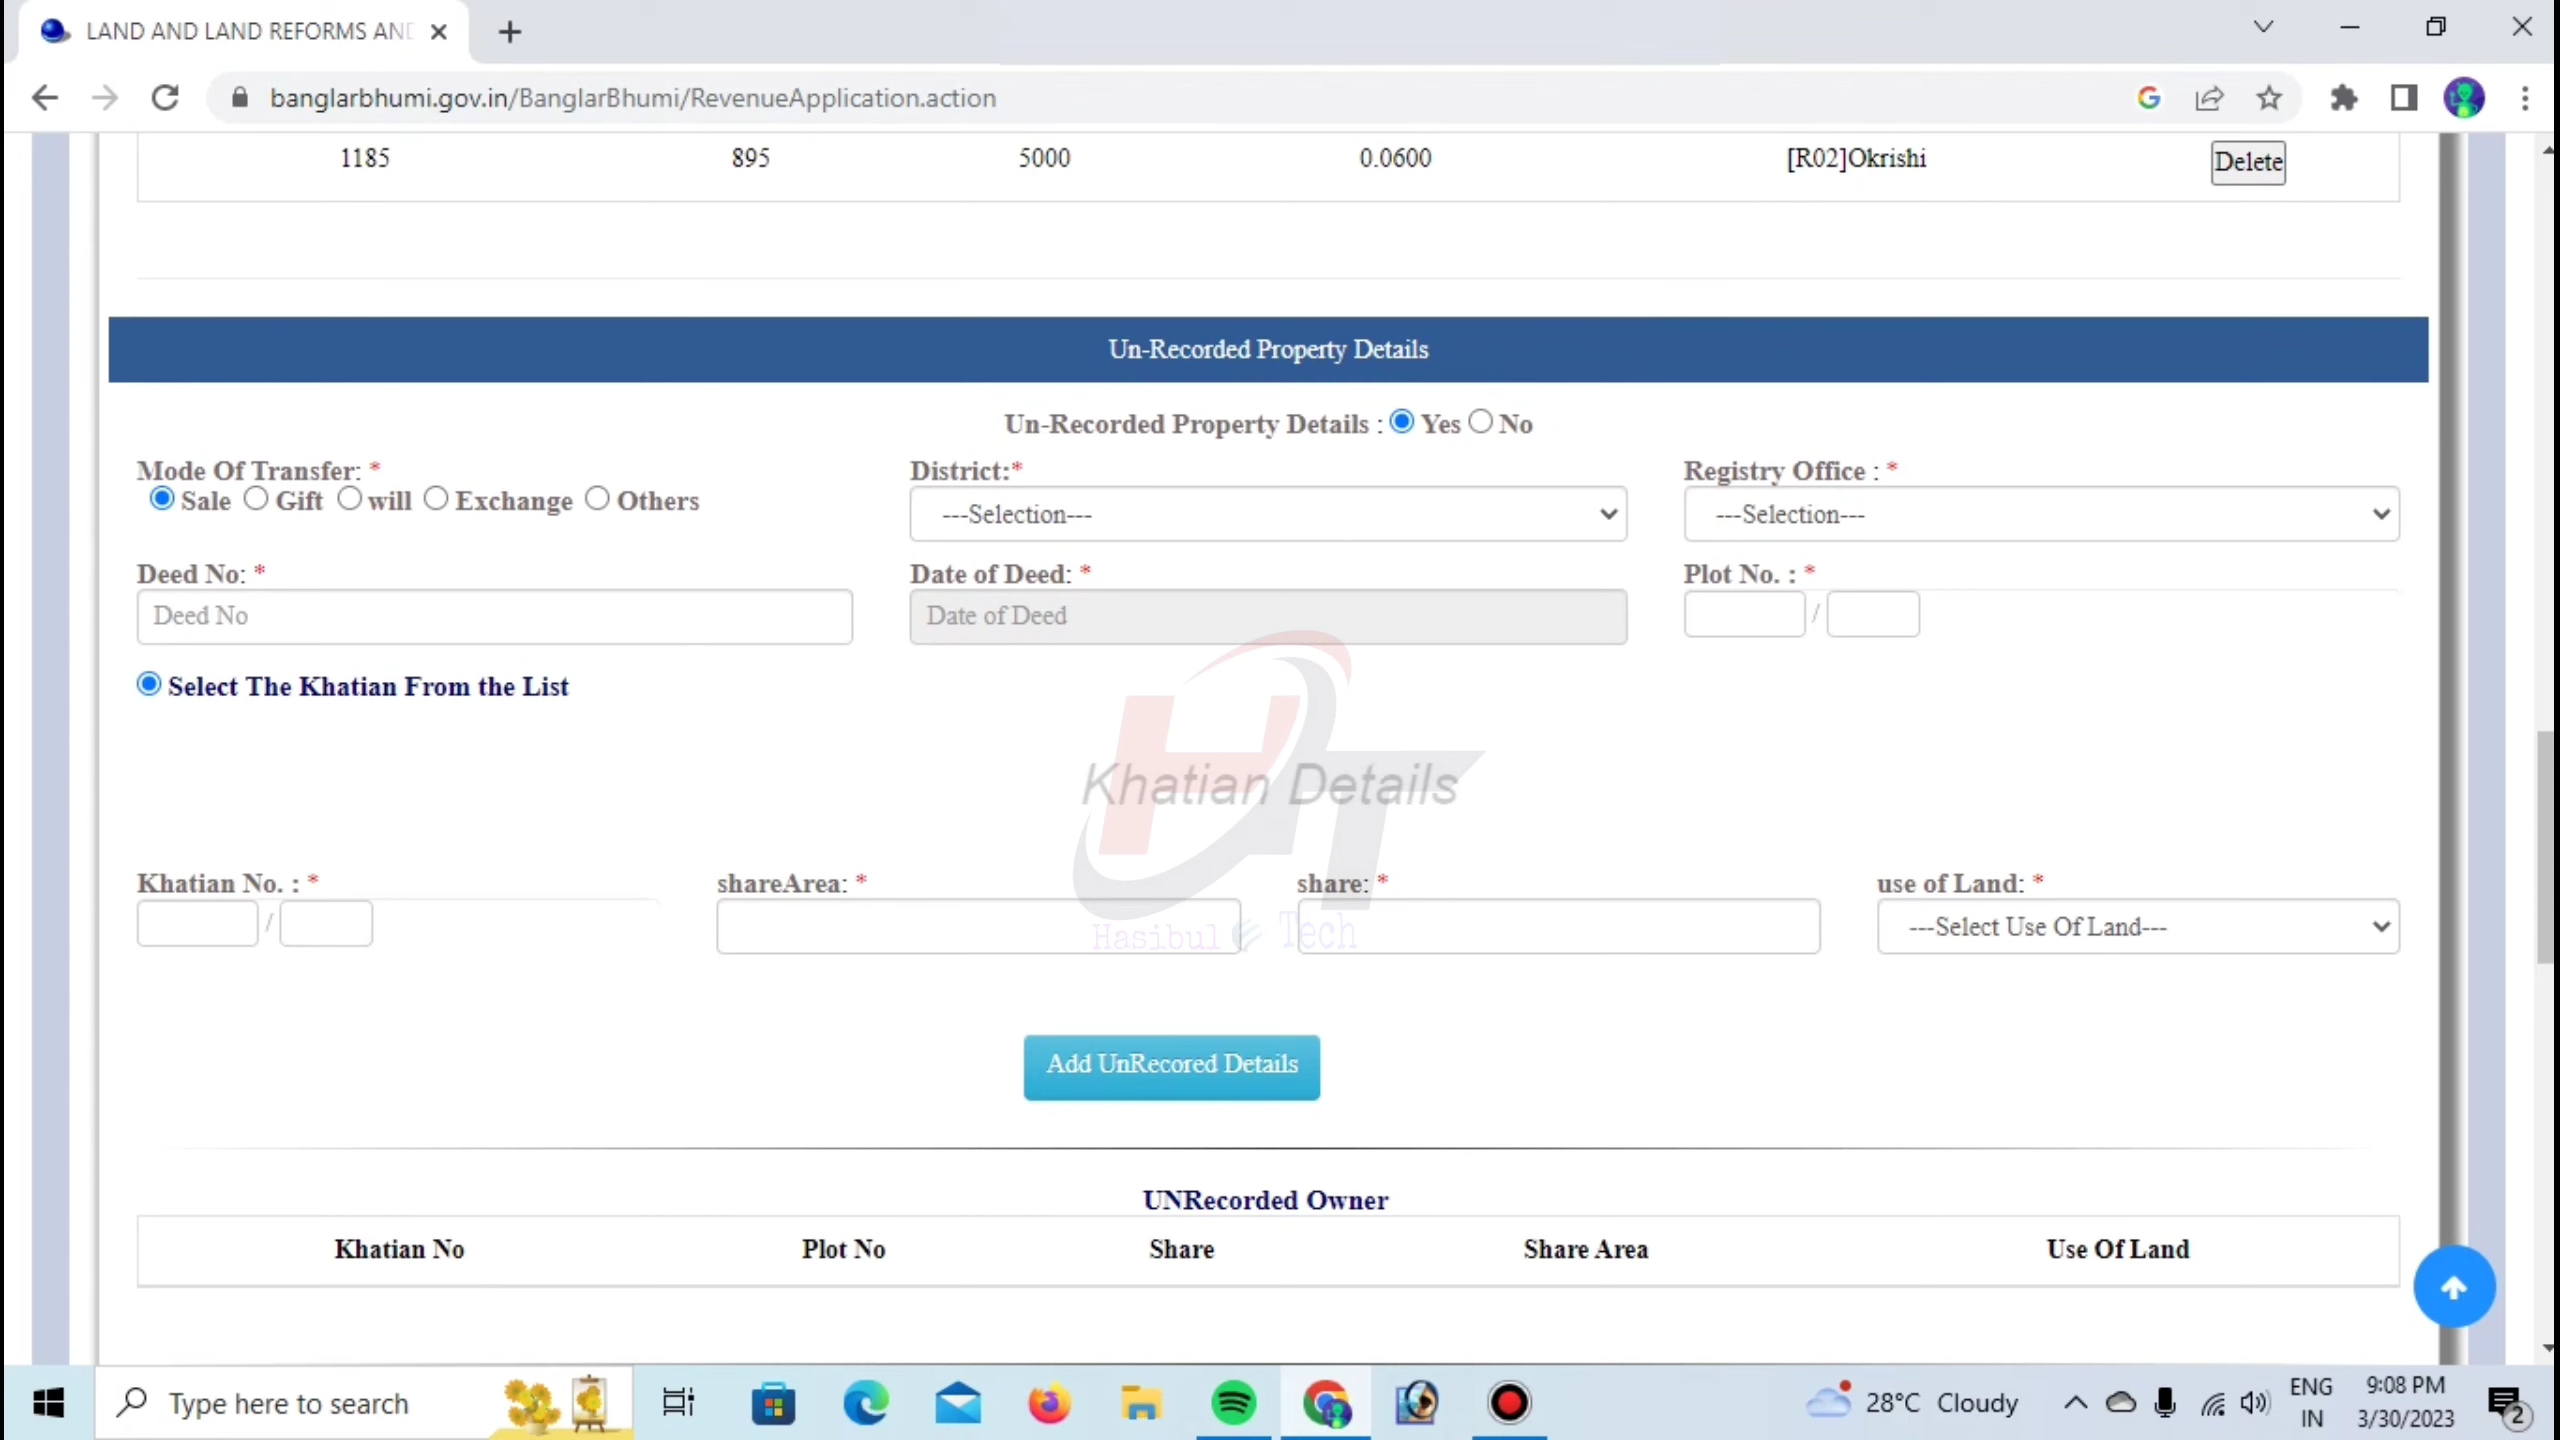 LAND AND LAND REFORMS AND
banglarbhumi.gov.in/BanglarBhumi/RevenueApplication.action
1185 895 5000 0.0600 [R02]Okrishi Delete
Un-Recorded Property Details
Un-Recorded Property Details : Yes No
Mode Of Transfer: * District:* Registry Office : *
Sale Gift will Exchange Others ---Selection--- ---Selection---
Deed No: * Date of Deed: * Plot No. : *
Deed No Date of Deed /
Select The Khatian From the List
Khatian Details
Khatian No. : * shareArea: * share: * use of Land: *
/ ---Select Use Of Land---
Hasibul Tech
Add UnRecored Details
UNRecorded Owner
Khatian No Plot No Share Share Area Use Of Land
Type here to search 28°C Cloudy ENG 9:08 PM
IN 3/30/2023 2